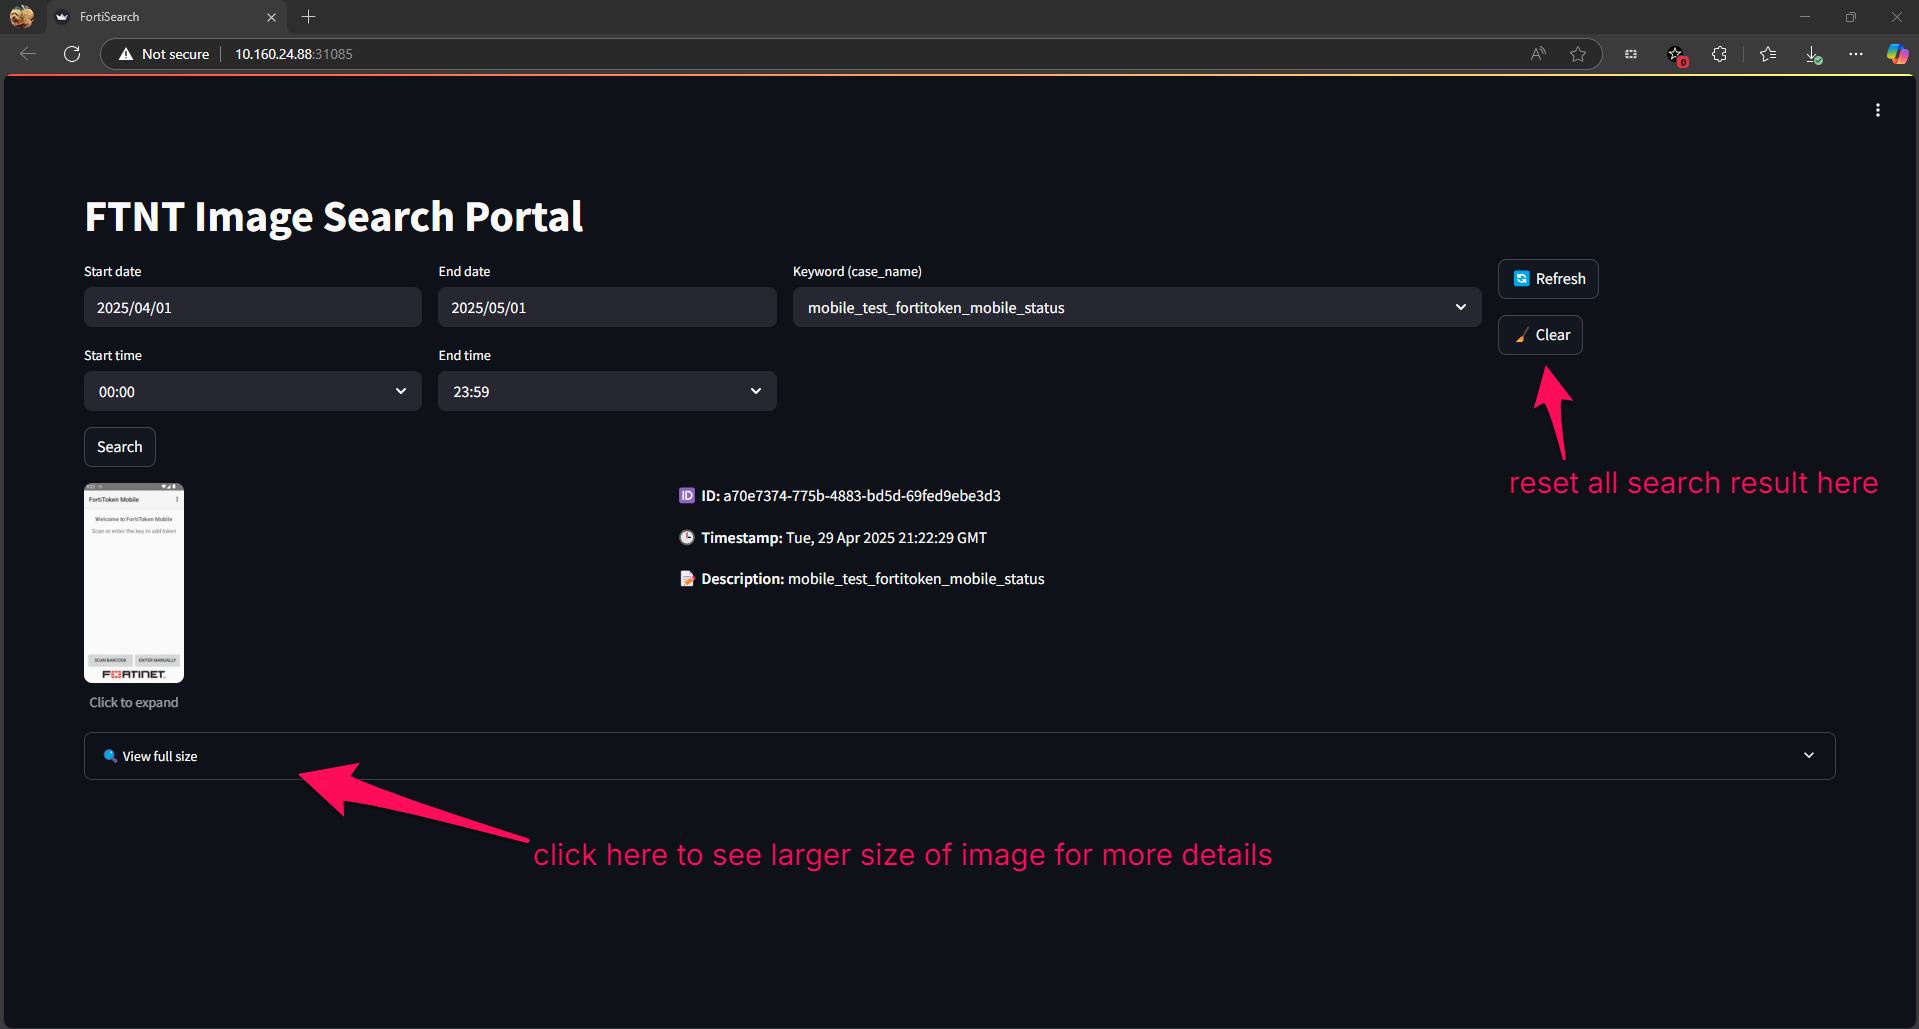 FortiSearch
Not secure
10.160.24.88:31085
0
FTNT Image Search Portal
Start date
End date
Keyword (case_name)
2025/04/01
2025/05/01
mobile_test_fortitoken_mobile_status
Refresh
Clear
Start time
End time
00:00
23:59
reset all search result here
Search
FortiToken Mobile
Welcome to FortiToken Mobile
Scan or enter the key to add token
SCAN BARCODE
ENTER MANUALLY
FORTINET
ID ID: a70e7374-775b-4883-bd5d-69fed9ebe3d3
Timestamp: Tue, 29 Apr 2025 21:22:29 GMT
Description: mobile_test_fortitoken_mobile_status
Click to expand
View full size
click here to see larger size of image for more details